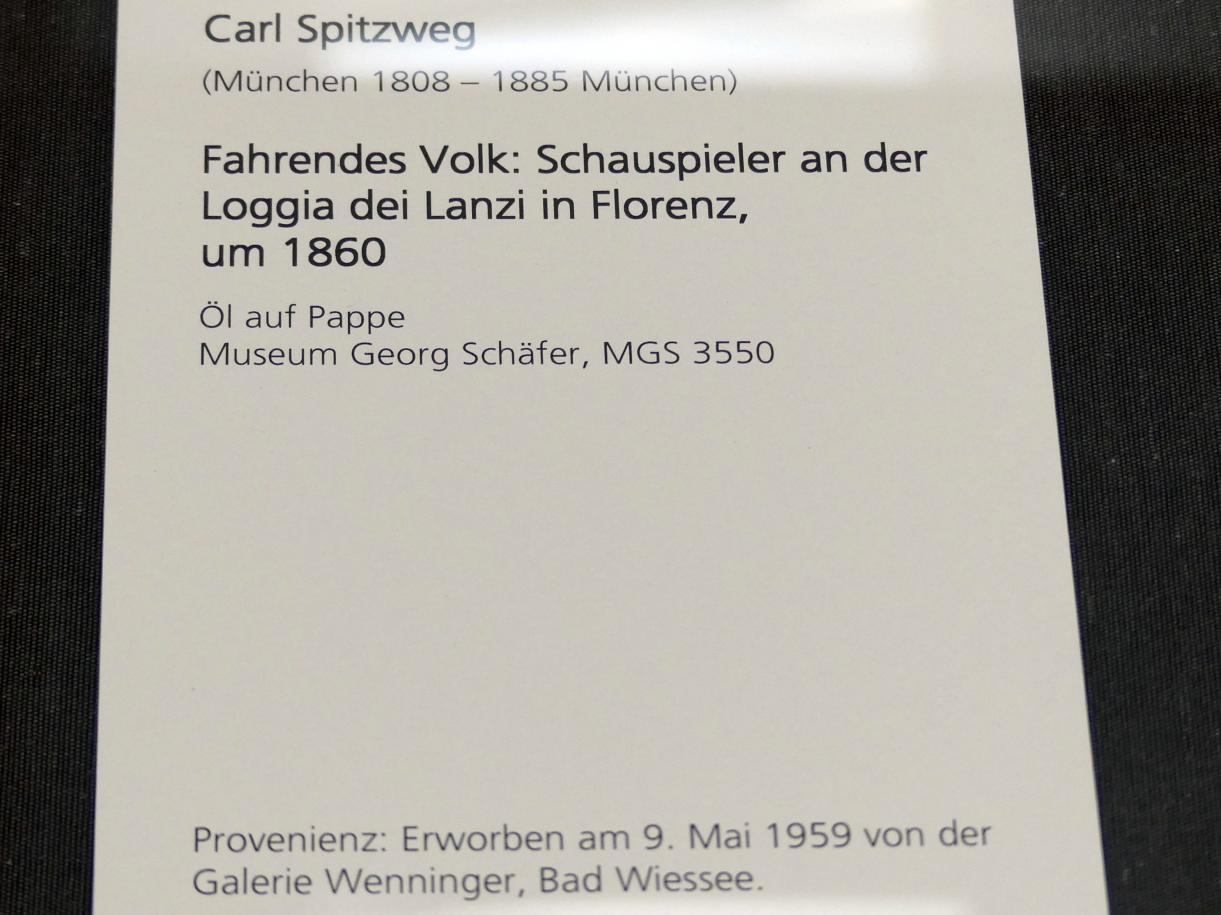 Carl Spitzweg
(München 1808 – 1885 München)
Fahrendes Volk: Schauspieler an der
Loggia dei Lanzi in Florenz,
um 1860
Öl auf Pappe
Museum Georg Schäfer, MGS 3550
Provenienz: Erworben am 9. Mai 1959 von der
Galerie Wenninger, Bad Wiessee.